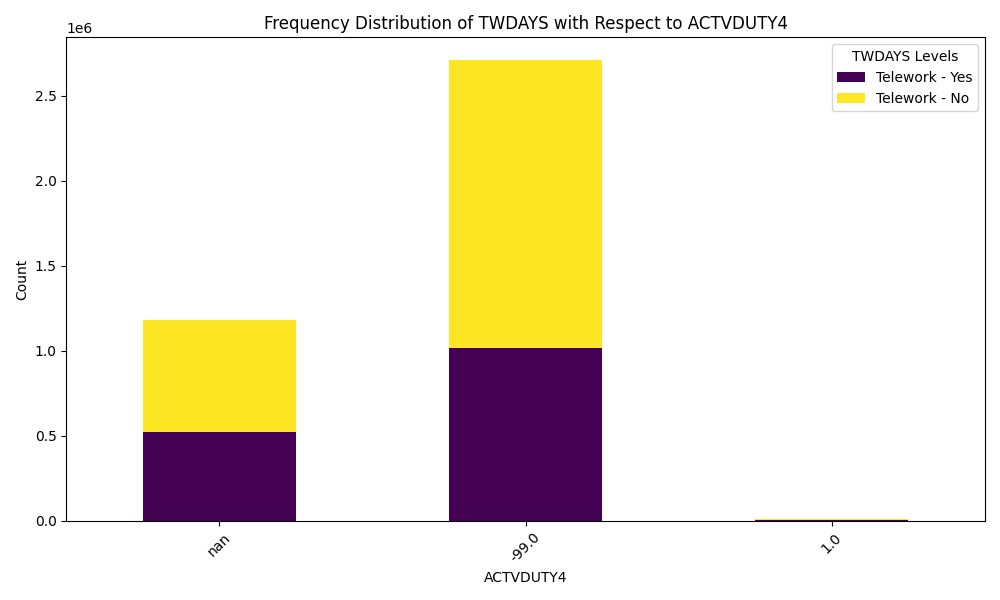 Frequency Distribution of TWDAYS with Respect to ACTVDUTY4
1e6
TWDAYS Levels
Telework - Yes
Telework - No
2.5
2.0
1.5
1.0
0.5
0.0
Count
nan
-99.0
1.0
ACTVDUTY4